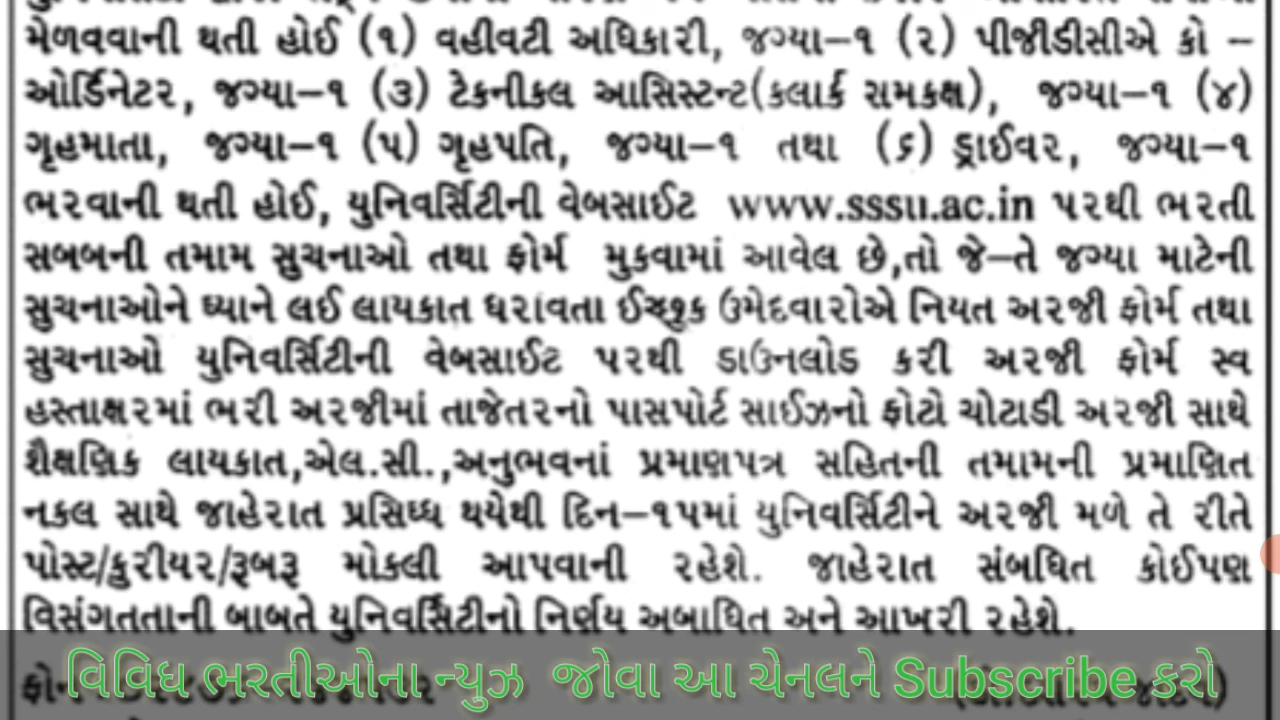 મેળવવાની થતી હોઈ (૧) વહીવટી અધિકારી, જગ્યા–૧ (૨) પીજીડીસીએ કો –
ઓર્ડિનેટર, જગ્યા–૧ (૩) ટેકનીકલ આસિસ્ટન્ટ(કલાર્ક સમકક્ષ), જગ્યા–૧ (૪)
ગૃહમાતા, જગ્યા–૧ (૫) ગૃહપતિ, જગ્યા–૧ તથા (૬) ડ્રાઈવર, જગ્યા–૧
ભરવાની થતી હોઈ, યુનિવર્સિટીની વેબસાઈટ www.sssu.ac.in પરથી ભરતી
સબબની તમામ સુચનાઓ તથા ફોર્મ મુકવામાં આવેલ છે,તો જે–તે જગ્યા માટેની
સુચનાઓને ધ્યાને લઈ લાયકાત ધરાવતા ઈચ્છુક ઉમેદવારોએ નિયત અરજી ફોર્મ તથા
સુચનાઓ યુનિવર્સિટીની વેબસાઈટ પરથી ડાઉનલોડ કરી અરજી ફોર્મ સ્વ
હસ્તાક્ષરમાં ભરી અરજીમાં તાજેતરનો પાસપોર્ટ સાઈઝનો ફોટો ચોટાડી અરજી સાથે
શૈક્ષણિક લાયકાત,એલ.સી.,અનુભવનાં પ્રમાણપત્ર સહિતની તમામની પ્રમાણિત
નકલ સાથે જાહેરાત પ્રસિધ્ધ થયેથી દિન–૧૫માં યુનિવર્સિટીને અરજી મળે તે રીતે
પોસ્ટ/કુરીયર/રૂબરૂ મોકલી આપવાની રહેશે. જાહેરાત સંબધિત કોઈપણ
વિસંગતતાની બાબતે યુનિવર્સિટીનો નિર્ણય અબાધિત અને આખરી રહેશે.
વિવિધ ભરતીઓના ન્યુઝ જોવા આ ચેનલને Subscribe કરો